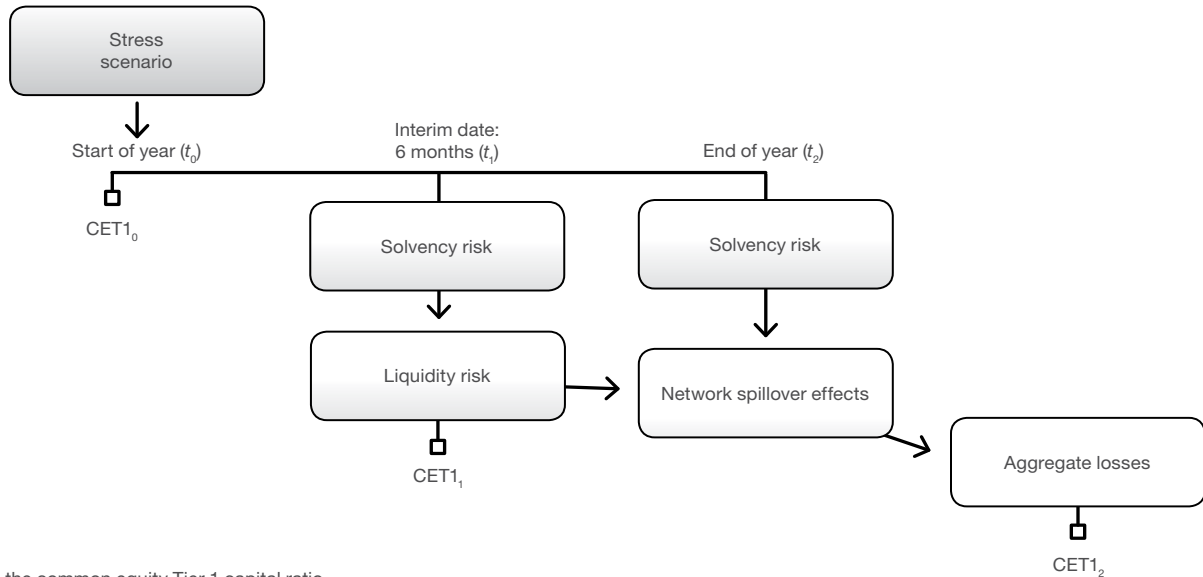 Stress
scenario
Start of year (t₀)
Interim date:
6 months (t₁)
End of year (t₂)
CET1₀
Solvency risk
Solvency risk
Liquidity risk
Network spillover effects
CET1₁
Aggregate losses
CET1₂
the common equity Tier 1 capital ratio